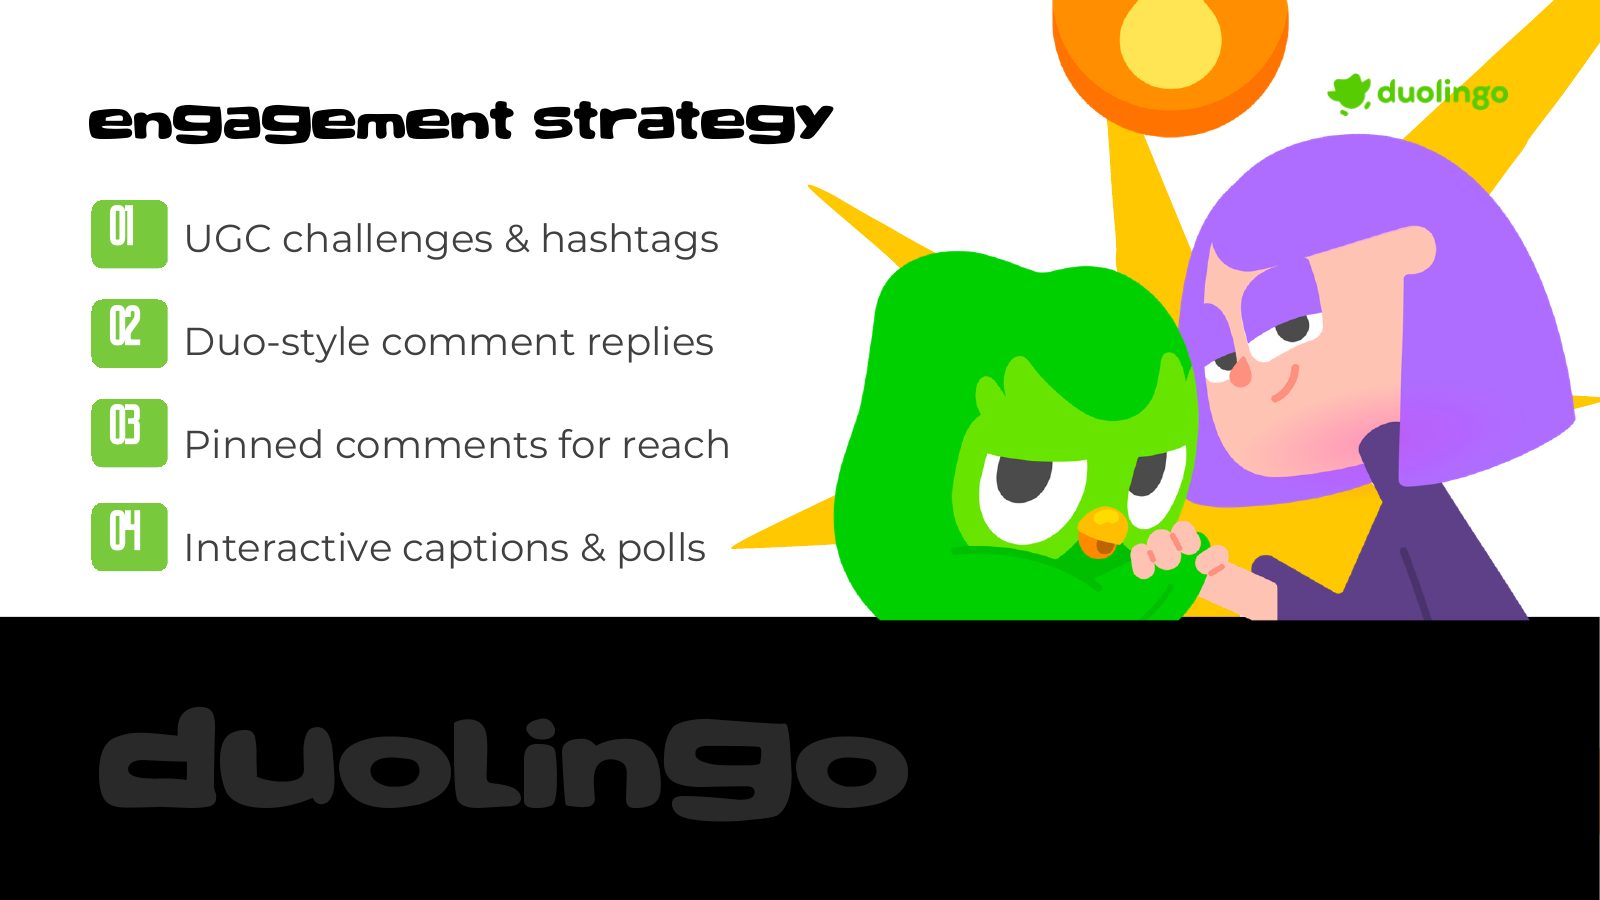 duolingo
engagement strategy
01
UGC challenges & hashtags
02
Duo-style comment replies
03
Pinned comments for reach
04
Interactive captions & polls
duolingo